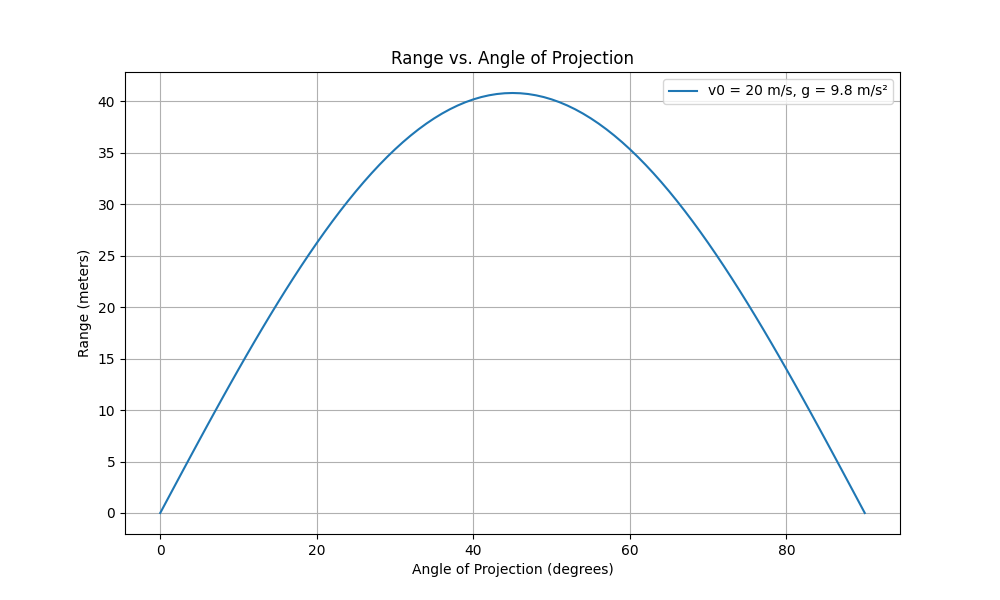 Range vs. Angle of Projection
v0 = 20 m/s, g = 9.8 m/s²
40
35
30
25
20
15
10
5
0
Range (meters)
0 20 40 60 80
Angle of Projection (degrees)